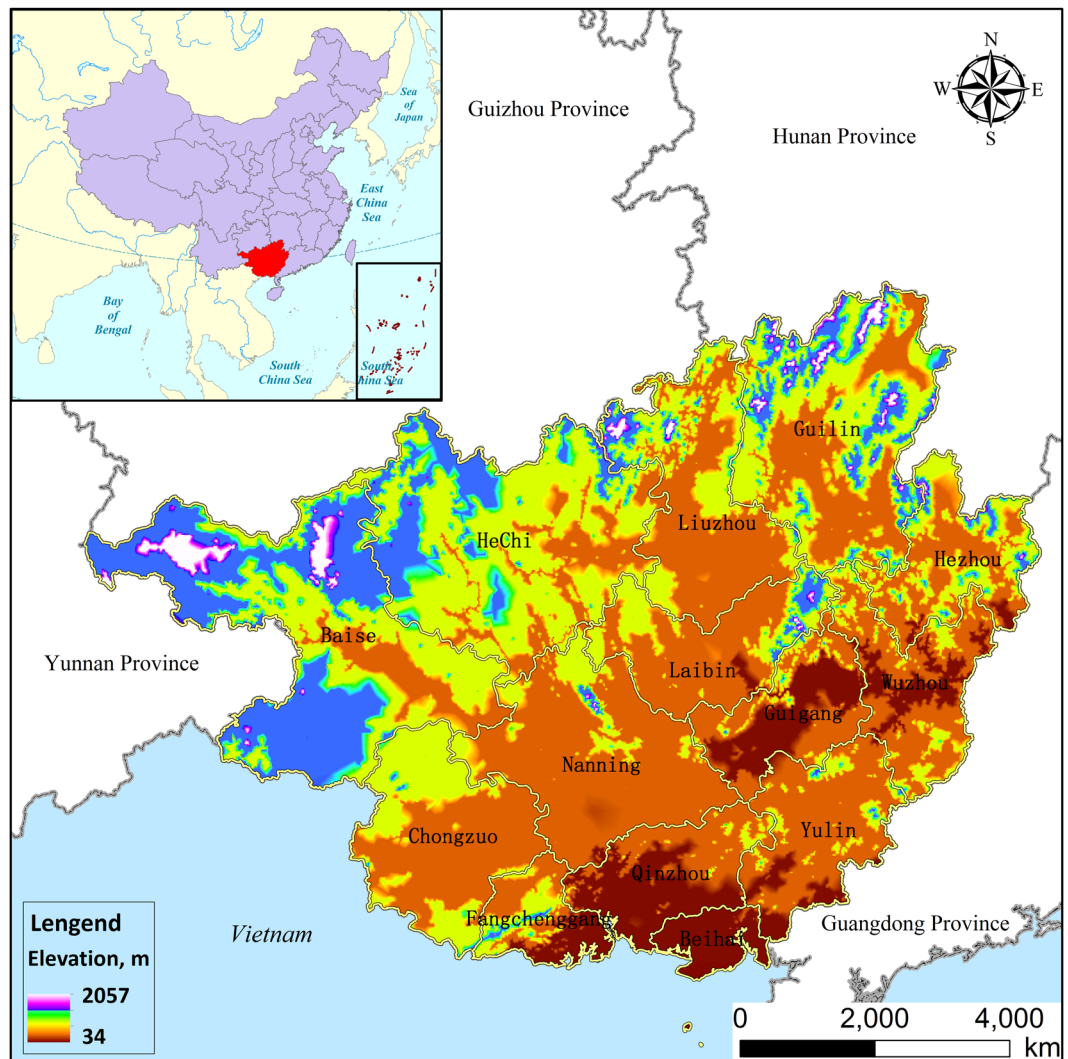 Sea
of
Japan
East
China
Sea
Bay
of
Bengal
South
China Sea
South
hina Sea
N
W E
S
Guizhou Province
Hunan Province
Guilin
Liuzhou
HeChi
Hezhou
Baise
Yunnan Province
Laibin
Wuzhou
Guigang
Nanning
Chongzuo
Yulin
Qinzhou
Fangchenggang
Beihai
Guangdong Province
Vietnam
Lengend
Elevation, m
2057
34
0 2,000 4,000
km